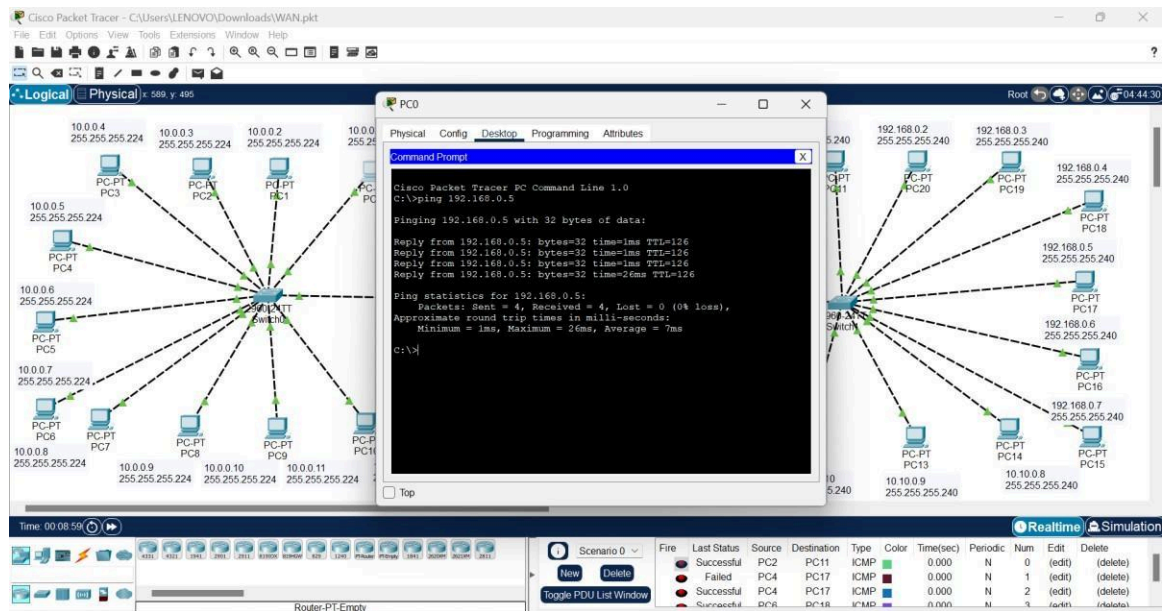 Cisco Packet Tracer - C:\Users\LENOVO\Downloads\WAN.pkt
File Edit Options View Tools Extensions Window Help
?
Logical Physical x: 589, y: 495 Root 04:44:30
PC0
Physical Config Desktop Programming Attributes
Command Prompt X
Cisco Packet Tracer PC Command Line 1.0
C:\>ping 192.168.0.5
Pinging 192.168.0.5 with 32 bytes of data:
Reply from 192.168.0.5: bytes=32 time=1ms TTL=126
Reply from 192.168.0.5: bytes=32 time=1ms TTL=126
Reply from 192.168.0.5: bytes=32 time=1ms TTL=126
Reply from 192.168.0.5: bytes=32 time=26ms TTL=126
Ping statistics for 192.168.0.5:
Packets: Sent = 4, Received = 4, Lost = 0 (0% loss),
Approximate round trip times in milli-seconds:
Minimum = 1ms, Maximum = 26ms, Average = 7ms
C:\>
Top
10.0.0.4
255.255.255.224
PC-PT
PC3
10.0.0.3
255.255.255.224
PC-PT
PC2
10.0.0.2
255.255.255.224
PC-PT
PC1
10.0.0.5
255.255.255.224
PC-PT
PC4
10.0.0.6
255.255.255.224
PC-PT
PC5
10.0.0.7
255.255.255.224
PC-PT
PC6
10.0.0.8
255.255.255.224
PC-PT
PC7
10.0.0.9
255.255.255.224
PC-PT
PC8
10.0.0.10
255.255.255.224
PC-PT
PC9
10.0.0.11
255.255.255.224
Switch0
192.168.0.2
255.255.255.240
PC-PT
PC20
192.168.0.3
255.255.255.240
PC-PT
PC19
192.168.0.4
255.255.255.240
PC-PT
PC18
192.168.0.5
255.255.255.240
PC-PT
PC17
192.168.0.6
255.255.255.240
PC-PT
PC16
192.168.0.7
255.255.255.240
PC-PT
PC15
PC-PT
PC14
10.10.0.8
255.255.255.240
PC-PT
PC13
10.10.0.9
255.255.255.240
Time: 00:08:59 Realtime Simulation
Scenario 0
New Delete
Toggle PDU List Window
Router-PT-Empty
Fire Last Status Source Destination Type Color Time(sec) Periodic Num Edit Delete
Successful PC2 PC11 ICMP 0.000 N 0 (edit) (delete)
Failed PC4 PC17 ICMP 0.000 N 1 (edit) (delete)
Successful PC4 PC17 ICMP 0.000 N 2 (edit) (delete)
Successful PC6 PC18 ICMP 0.000 N 3 (edit) (delete)